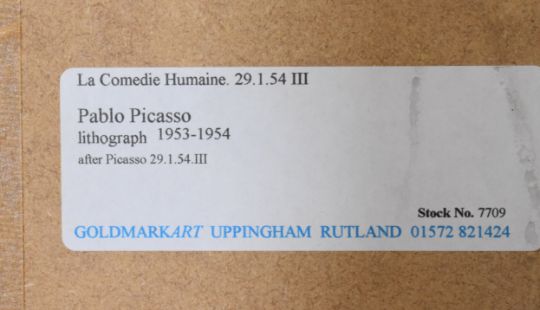 La Comedie Humaine. 29.1.54 III
Pablo Picasso
lithograph 1953-1954
after Picasso 29.1.54.III
Stock No. 7709
GOLDMARKART UPPINGHAM RUTLAND 01572 821424